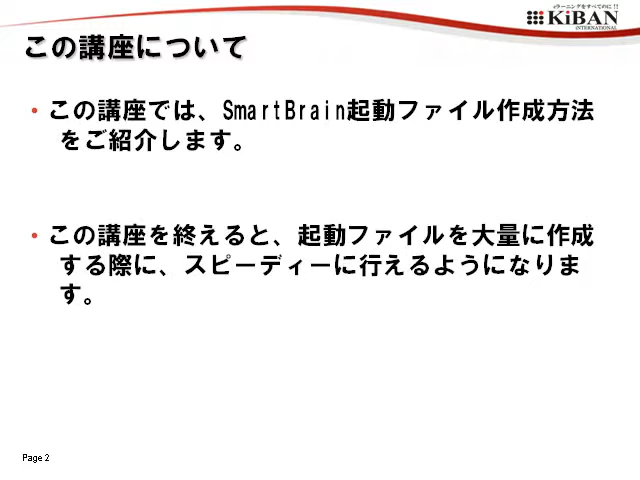 eラーニングをすべてのに!!
KiBAN
INTERNATIONAL
この講座について
・この講座では、SmartBrain起動ファイル作成方法
をご紹介します。
・この講座を終えると、起動ファイルを大量に作成
する際に、スピーディーに行えるようになりま
す。
Page 2